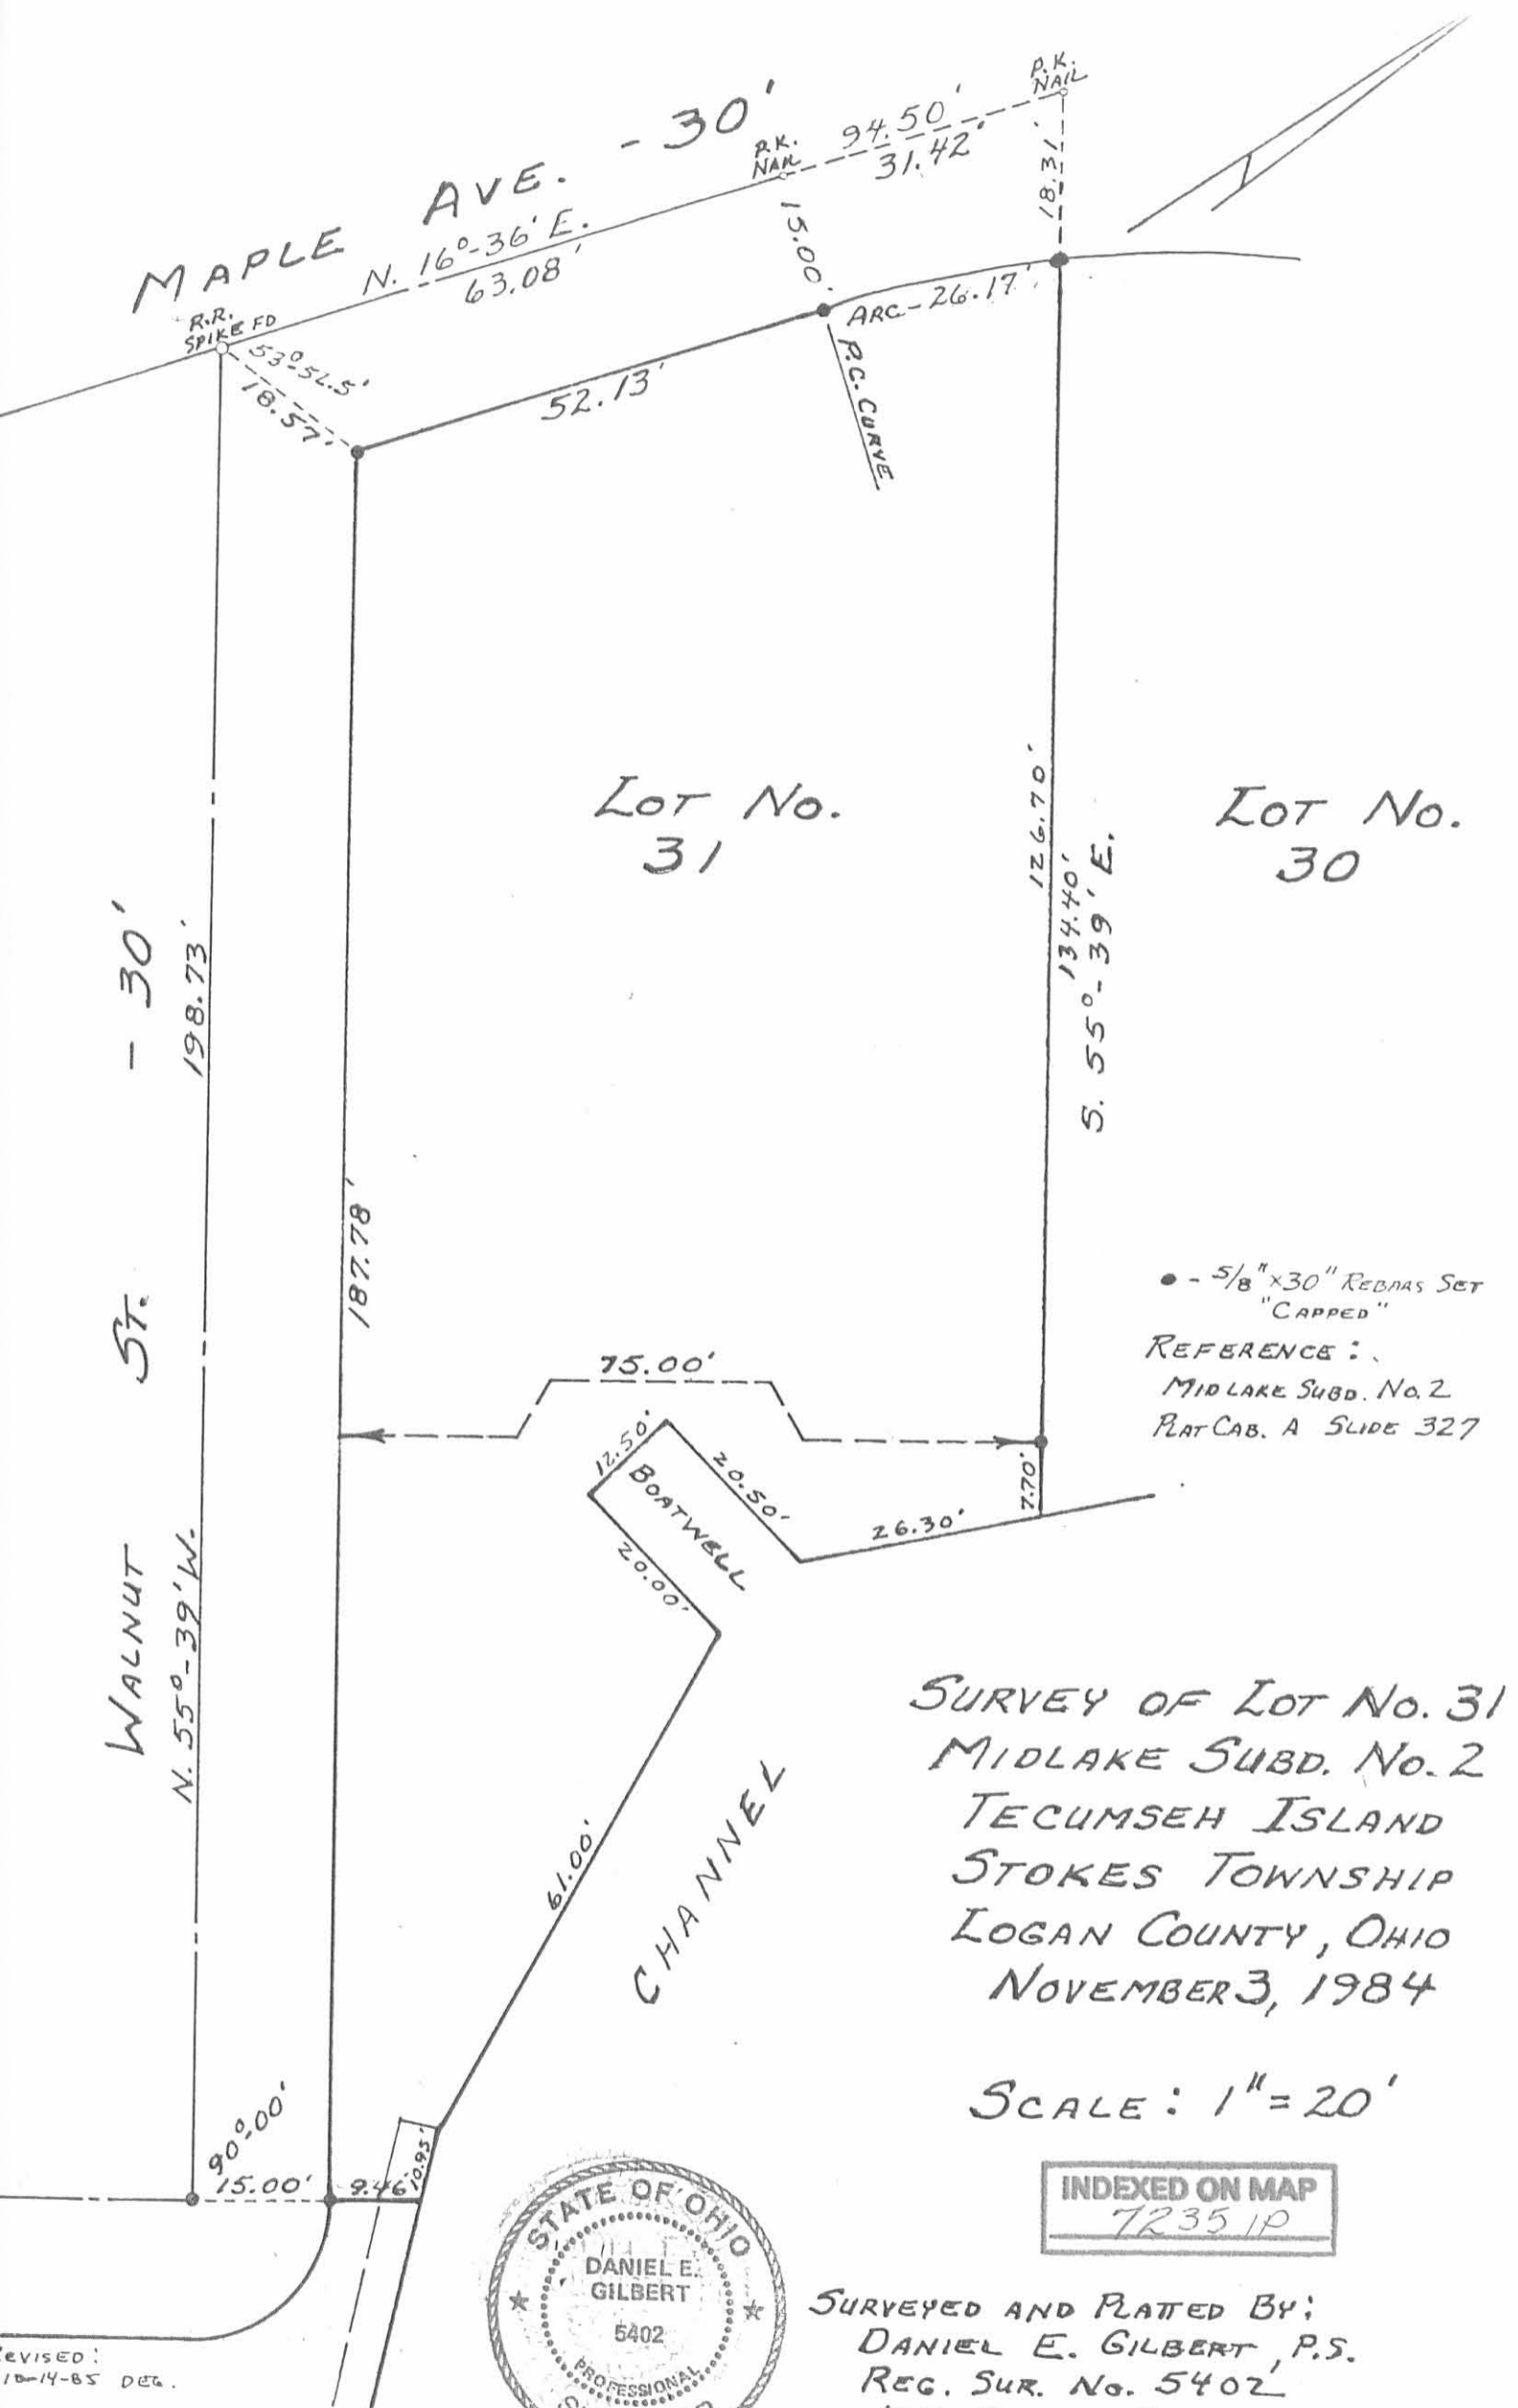 MAPLE AVE. - 30'
P.K.
NAIL
P.K.
NAIL
94.50'
31.42'
18.31'
N. 16°-36' E.
63.08'
15.00'
R.R.
SPIKE FD
53°-52.5'
18.57'
52.13'
ARC - 26.17'
P.C. CURVE
N
LOT NO.
31
LOT NO.
30
126.70'
134.40'
S. 55°-39' E.
WALNUT ST. - 30'
198.73'
N. 55°-39' W.
187.78'
● - 5/8" x 30" REBARS SET
"CAPPED"
REFERENCE:
MIDLAKE SUBD. NO. 2
PLAT CAB. A SLIDE 327
75.00'
12.50'
BOATWELL
20.50'
20.00'
26.30'
7.70'
61.00'
CHANNEL
SURVEY OF LOT NO. 31
MIDLAKE SUBD. NO. 2
TECUMSEH ISLAND
STOKES TOWNSHIP
LOGAN COUNTY, OHIO
NOVEMBER 3, 1984
SCALE: 1" = 20'
90°-00'
15.00'
9.46'
10.95'
STATE OF OHIO
DANIEL E.
GILBERT
5402
PROFESSIONAL
INDEXED ON MAP
7235 IP
SURVEYED AND PLATTED BY:
DANIEL E. GILBERT, P.S.
REG. SUR. NO. 5402
REVISED:
10-14-85 DEG.